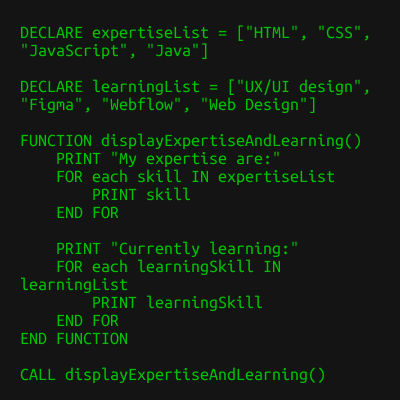 DECLARE expertiseList = ["HTML", "CSS",
"JavaScript", "Java"]

DECLARE learningList = ["UX/UI design",
"Figma", "Webflow", "Web Design"]

FUNCTION displayExpertiseAndLearning()
    PRINT "My expertise are:"
    FOR each skill IN expertiseList
        PRINT skill
    END FOR

    PRINT "Currently learning:"
    FOR each learningSkill IN
learningList
        PRINT learningSkill
    END FOR
END FUNCTION

CALL displayExpertiseAndLearning()